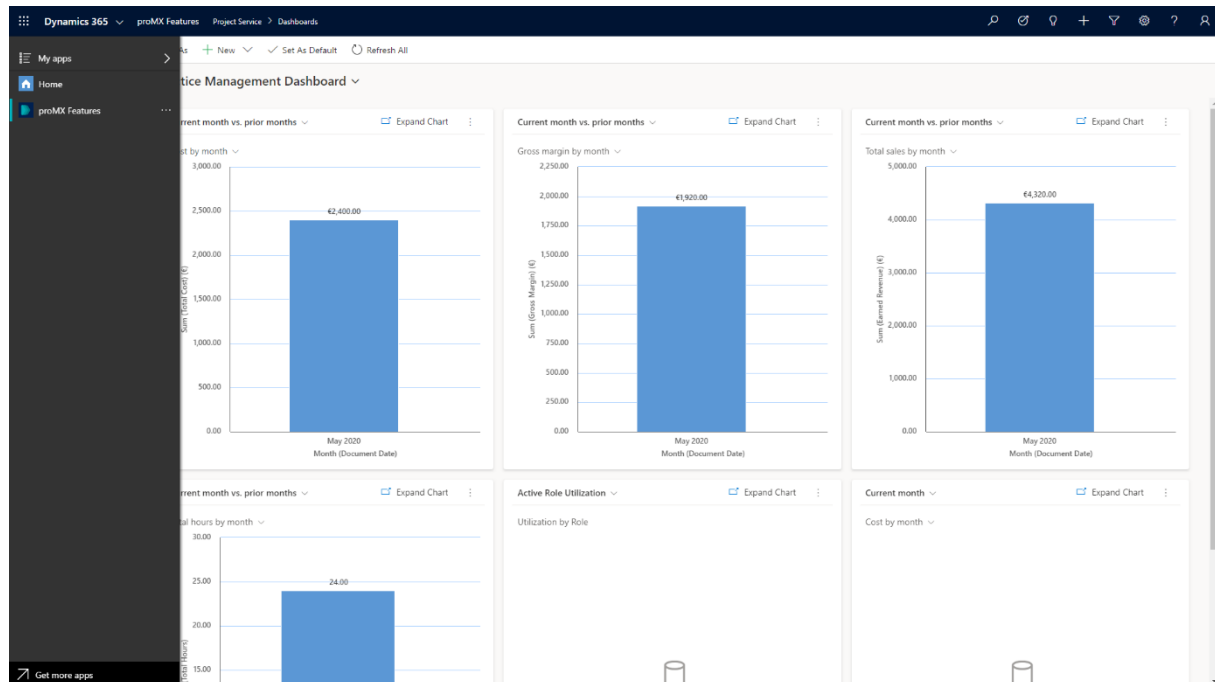 Dynamics 365 proMX Features Project Service > Dashboards
My apps
Home
proMX Features
Get more apps
As New Set As Default Refresh All
tice Management Dashboard
rrent month vs. prior months Expand Chart
st by month
3,000.00
2,500.00
2,000.00
1,500.00
1,000.00
500.00
0.00
Sum (Total Cost) (€)
€2,400.00
May 2020
Month (Document Date)
Current month vs. prior months Expand Chart
Gross margin by month
2,250.00
2,000.00
1,750.00
1,500.00
1,250.00
1,000.00
750.00
500.00
250.00
0.00
Sum (Gross Margin) (€)
€1,920.00
May 2020
Month (Document Date)
Current month vs. prior months Expand Chart
Total sales by month
5,000.00
4,000.00
3,000.00
2,000.00
1,000.00
0.00
Sum (Earned Revenue) (€)
€4,320.00
May 2020
Month (Document Date)
rrent month vs. prior months Expand Chart
tal hours by month
30.00
25.00
20.00
15.00
(Total Hours)
24.00
Active Role Utilization Expand Chart
Utilization by Role
Current month Expand Chart
Cost by month